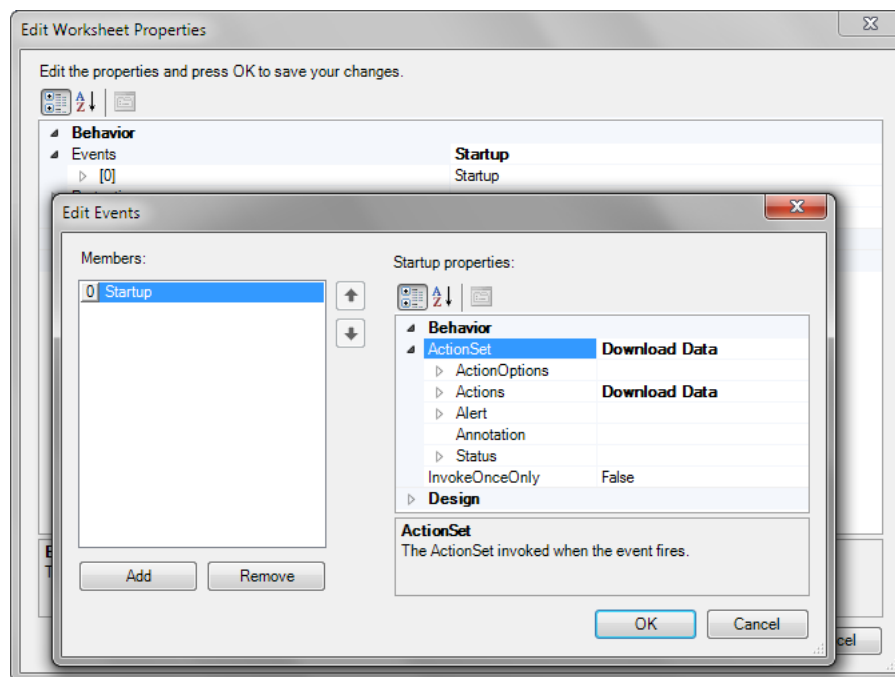 Edit Worksheet Properties
Edit the properties and press OK to save your changes.
Behavior
Events Startup
[0] Startup
Edit Events
Members:
0 Startup
Add Remove
Startup properties:
Behavior
ActionSet Download Data
ActionOptions
Actions Download Data
Alert
Annotation
Status
InvokeOnceOnly False
Design
ActionSet
The ActionSet invoked when the event fires.
OK Cancel